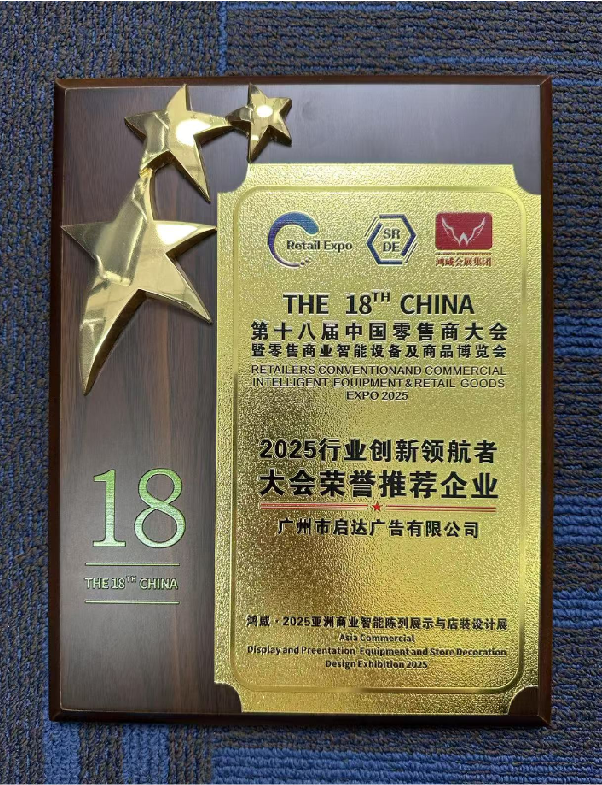 Retail Expo
SR
DE
鸿威会展集团
THE 18TH CHINA
第十八届中国零售商大会
暨零售商业智能设备及商品博览会
RETAILERS CONVENTIONAND COMMERCIAL
INTELLIGENT EQUIPMENT & RETAIL GOODS
EXPO 2025
2025行业创新领航者
大会荣誉推荐企业
广州市启达广告有限公司
18
THE 18TH CHINA
鸿威·2025亚洲商业智能陈列展示与店装设计展
Asia Commercial
Display and Preentation Equipment and Store Decoration
Design Exhibition 2025